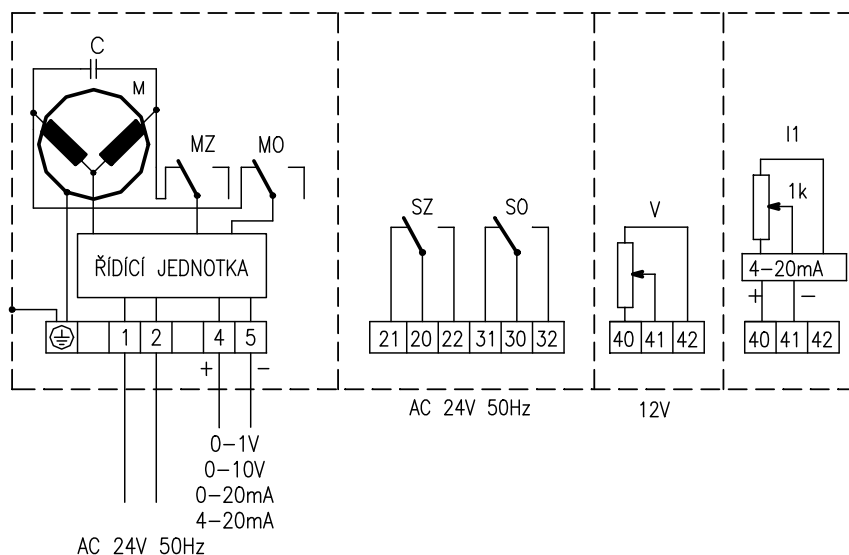 C
M
MZ
MO
ŘÍDÍCÍ JEDNOTKA
1 2 4 5
+ −
0−1V
0−10V
0−20mA
4−20mA
AC 24V 50Hz
SZ
SO
21 20 22 31 30 32
AC 24V 50Hz
V
40 41 42
12V
I1
1k
4−20mA
+ −
40 41 42